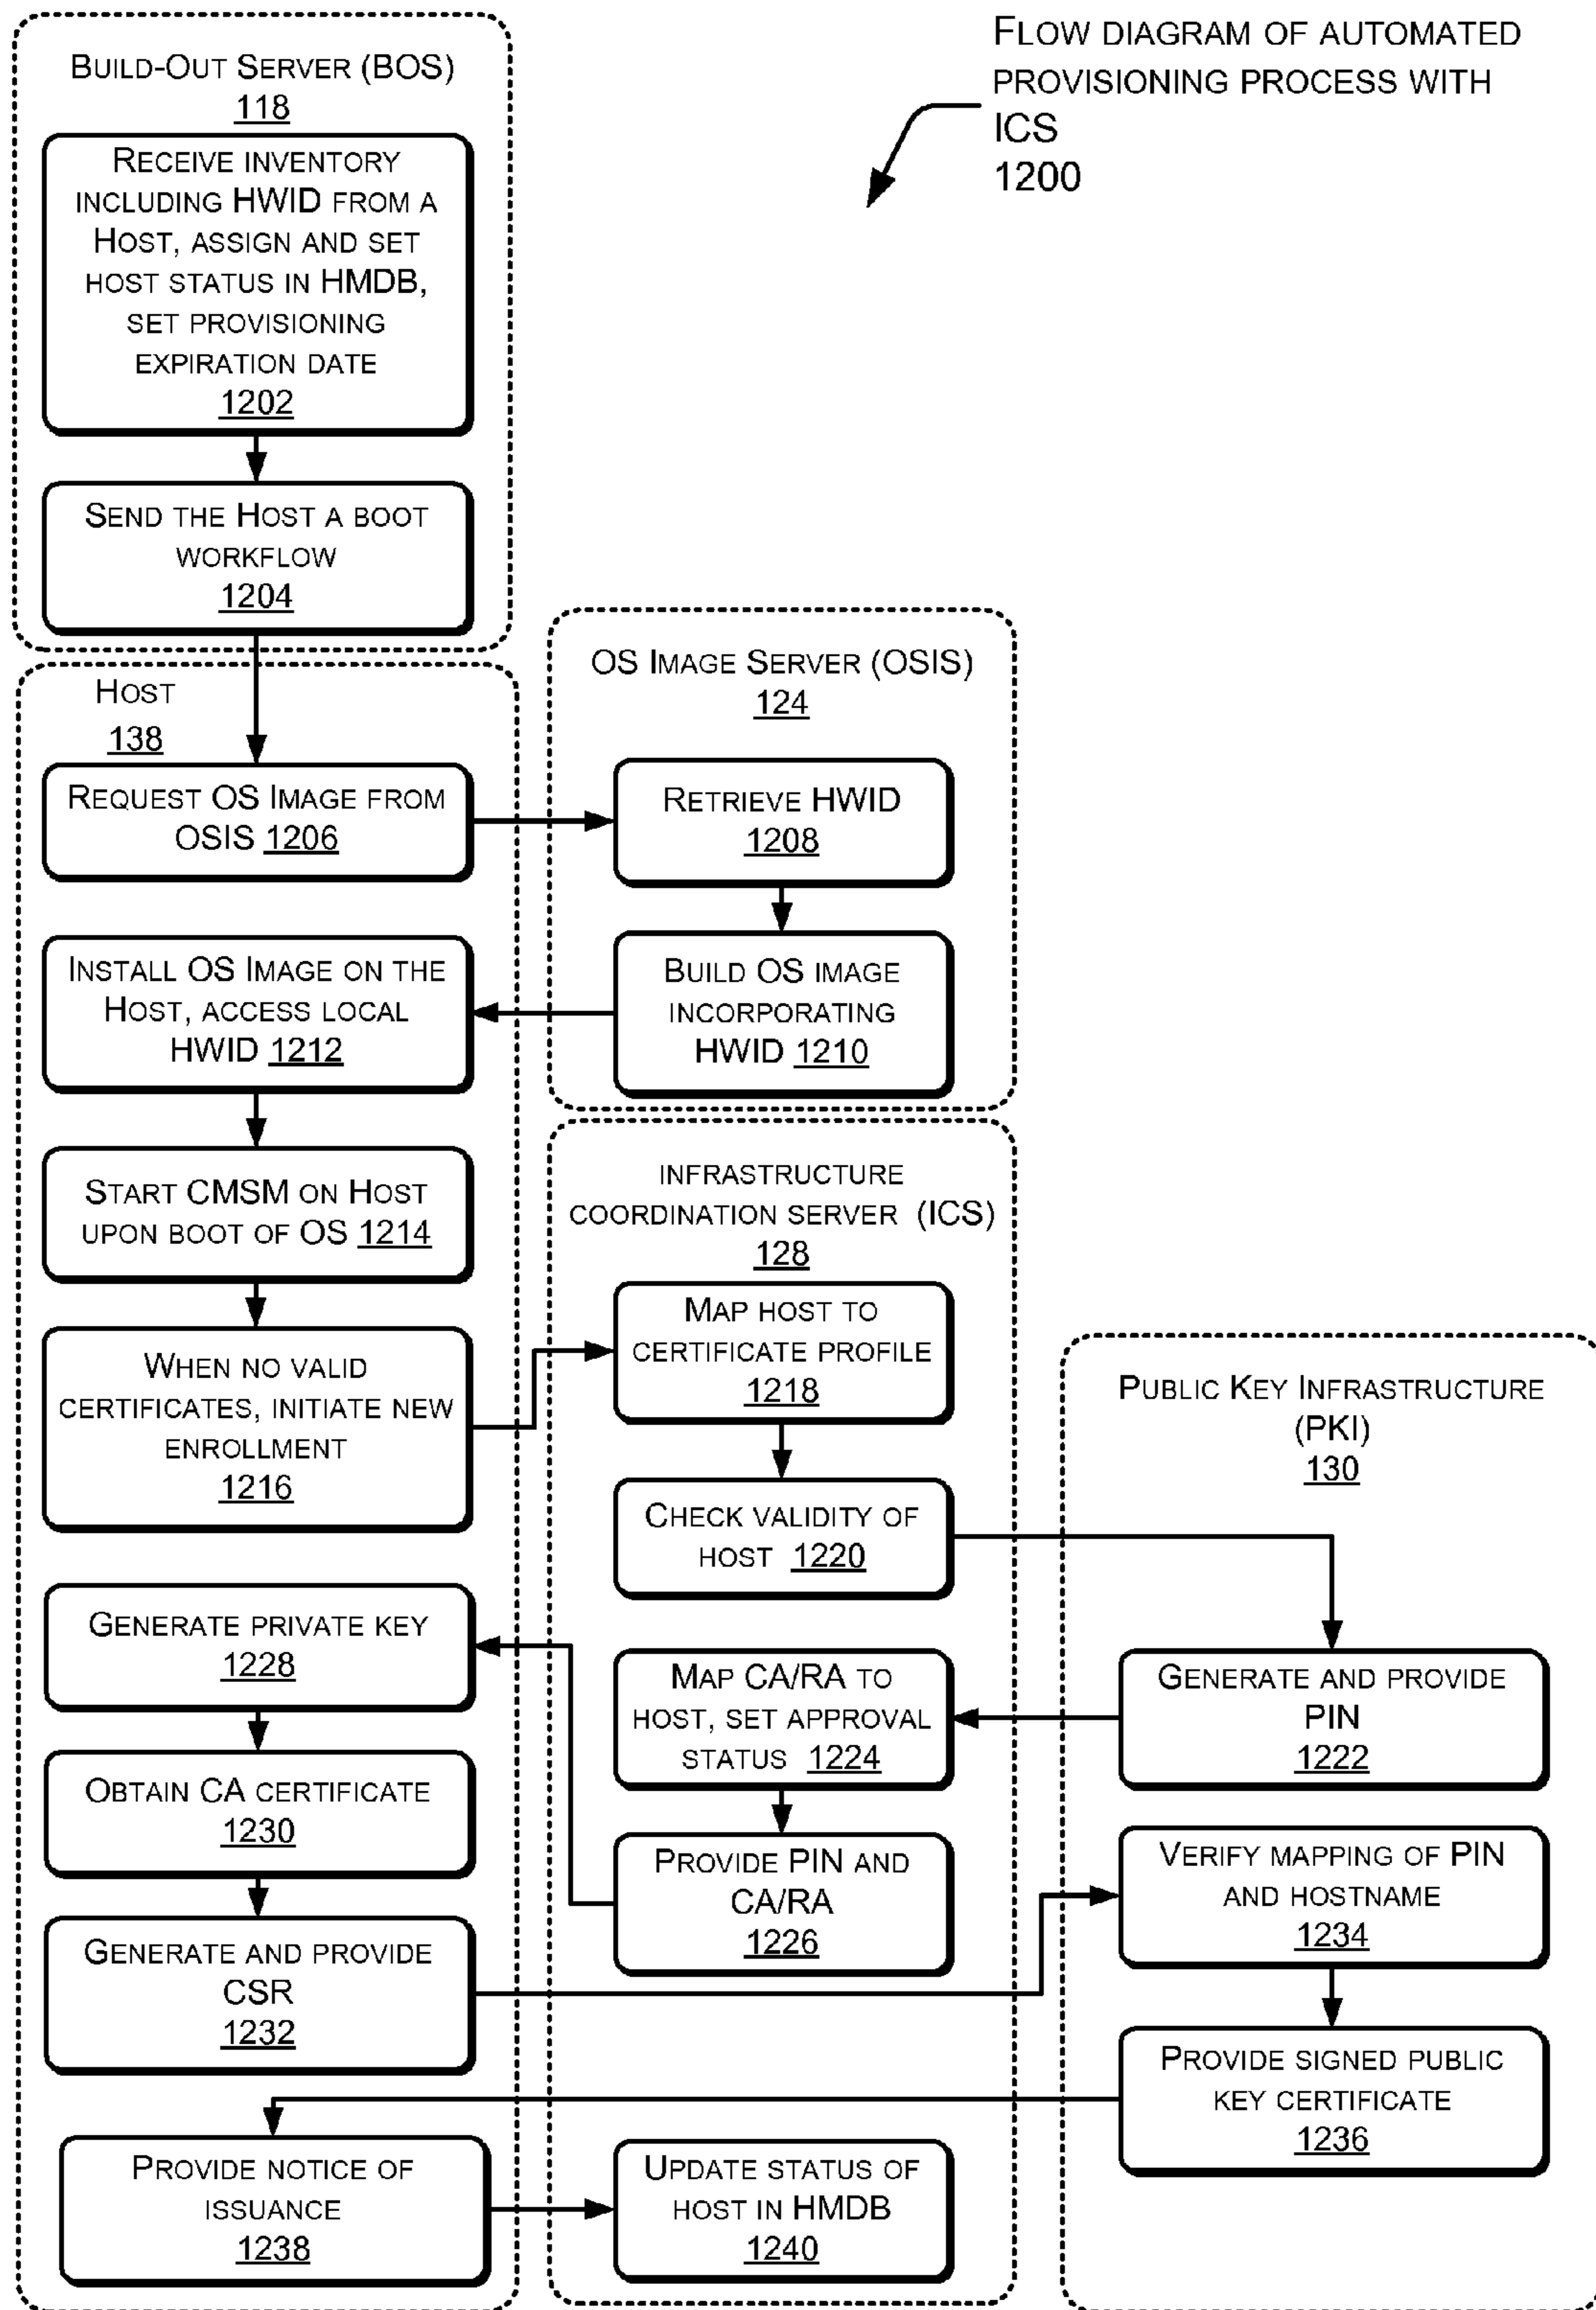 FLOW DIAGRAM OF AUTOMATED
PROVISIONING PROCESS WITH
ICS
1200
BUILD-OUT SERVER (BOS)
118
RECEIVE INVENTORY
INCLUDING HWID FROM A
HOST, ASSIGN AND SET
HOST STATUS IN HMDB,
SET PROVISIONING
EXPIRATION DATE
1202
SEND THE HOST A BOOT
WORKFLOW
1204
HOST
138
REQUEST OS IMAGE FROM
OSIS 1206
OS IMAGE SERVER (OSIS)
124
RETRIEVE HWID
1208
BUILD OS IMAGE
INCORPORATING
HWID 1210
INSTALL OS IMAGE ON THE
HOST, ACCESS LOCAL
HWID 1212
START CMSM ON HOST
UPON BOOT OF OS 1214
WHEN NO VALID
CERTIFICATES, INITIATE NEW
ENROLLMENT
1216
INFRASTRUCTURE
COORDINATION SERVER (ICS)
128
MAP HOST TO
CERTIFICATE PROFILE
1218
CHECK VALIDITY OF
HOST 1220
PUBLIC KEY INFRASTRUCTURE
(PKI)
130
GENERATE AND PROVIDE
PIN
1222
MAP CA/RA TO
HOST, SET APPROVAL
STATUS 1224
PROVIDE PIN AND
CA/RA
1226
GENERATE PRIVATE KEY
1228
OBTAIN CA CERTIFICATE
1230
GENERATE AND PROVIDE
CSR
1232
VERIFY MAPPING OF PIN
AND HOSTNAME
1234
PROVIDE SIGNED PUBLIC
KEY CERTIFICATE
1236
PROVIDE NOTICE OF
ISSUANCE
1238
UPDATE STATUS OF
HOST IN HMDB
1240